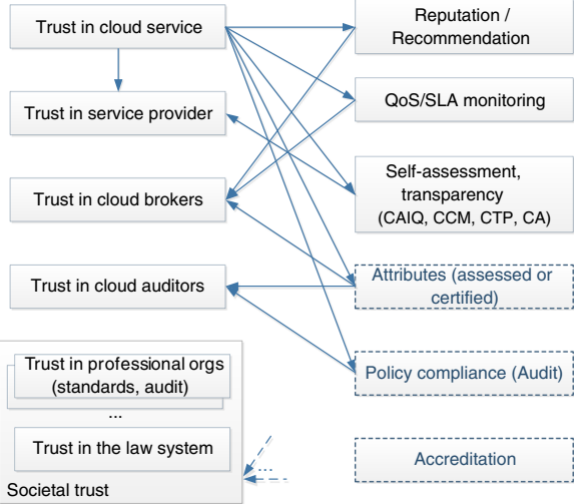 Trust in cloud service
Trust in service provider
Trust in cloud brokers
Trust in cloud auditors
Trust in professional orgs
(standards, audit)
...
Trust in the law system
Societal trust
...
Reputation /
Recommendation
QoS/SLA monitoring
Self-assessment,
transparency
(CAIQ, CCM, CTP, CA)
Attributes (assessed or
certified)
Policy compliance (Audit)
Accreditation